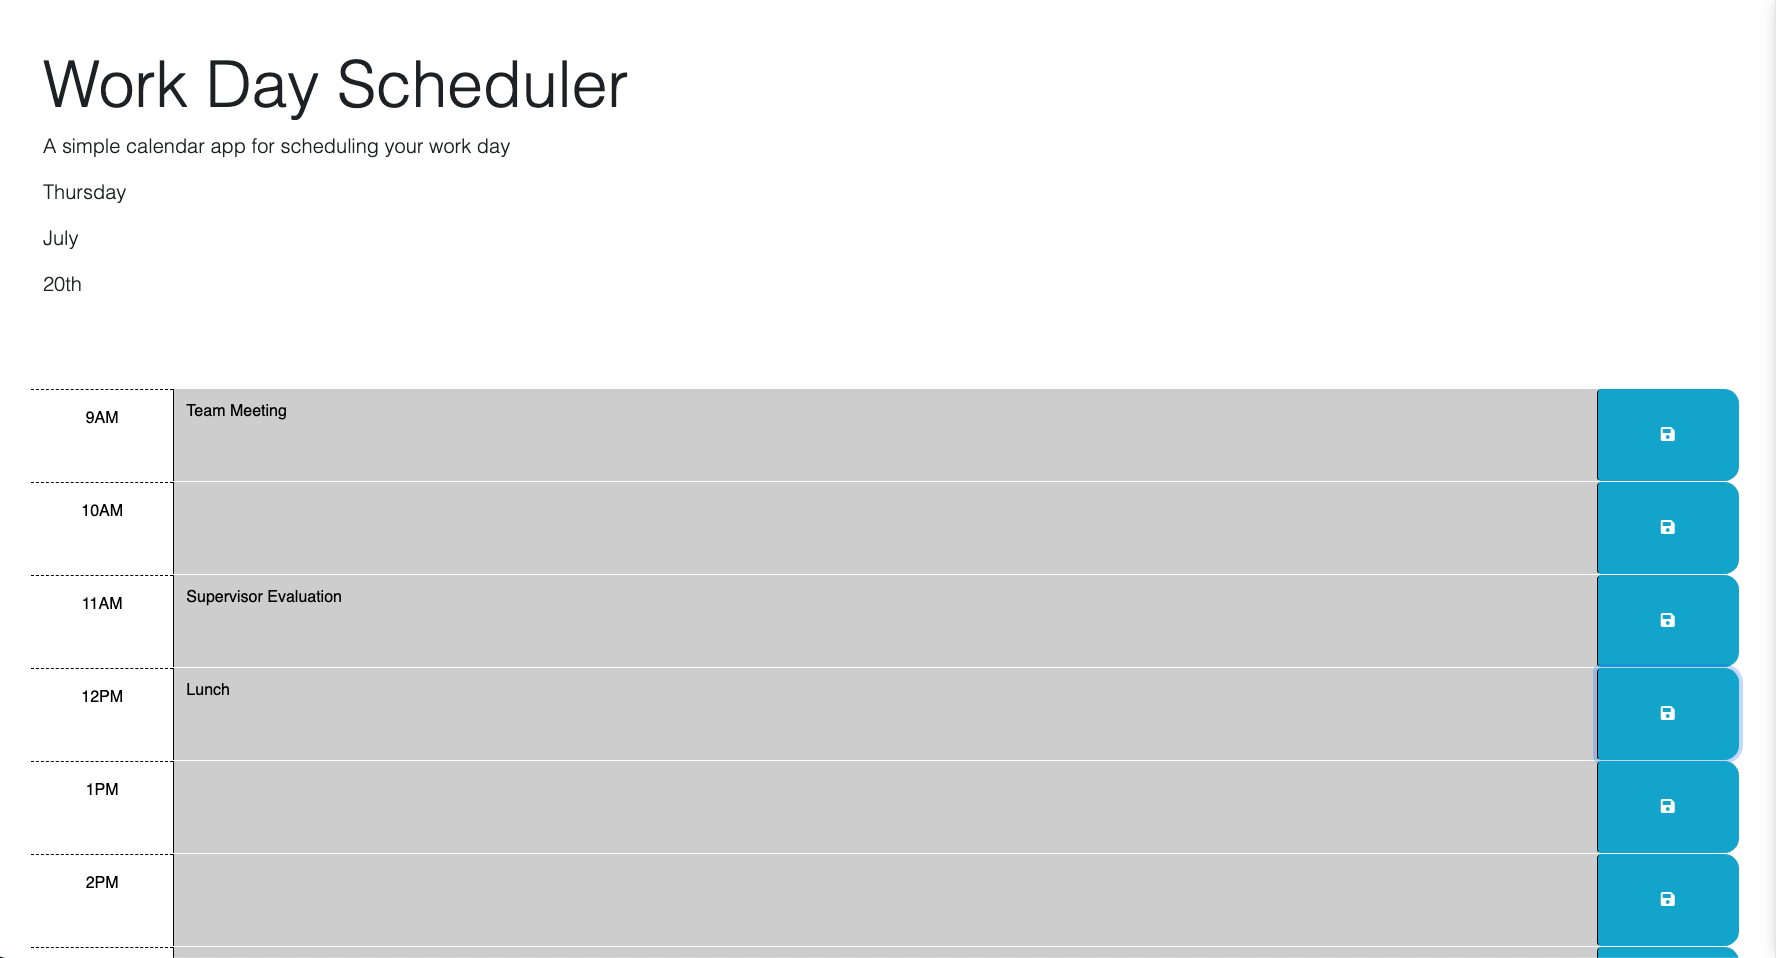 Work Day Scheduler
A simple calendar app for scheduling your work day
Thursday
July
20th
9AM
Team Meeting
10AM
11AM
Supervisor Evaluation
12PM
Lunch
1PM
2PM